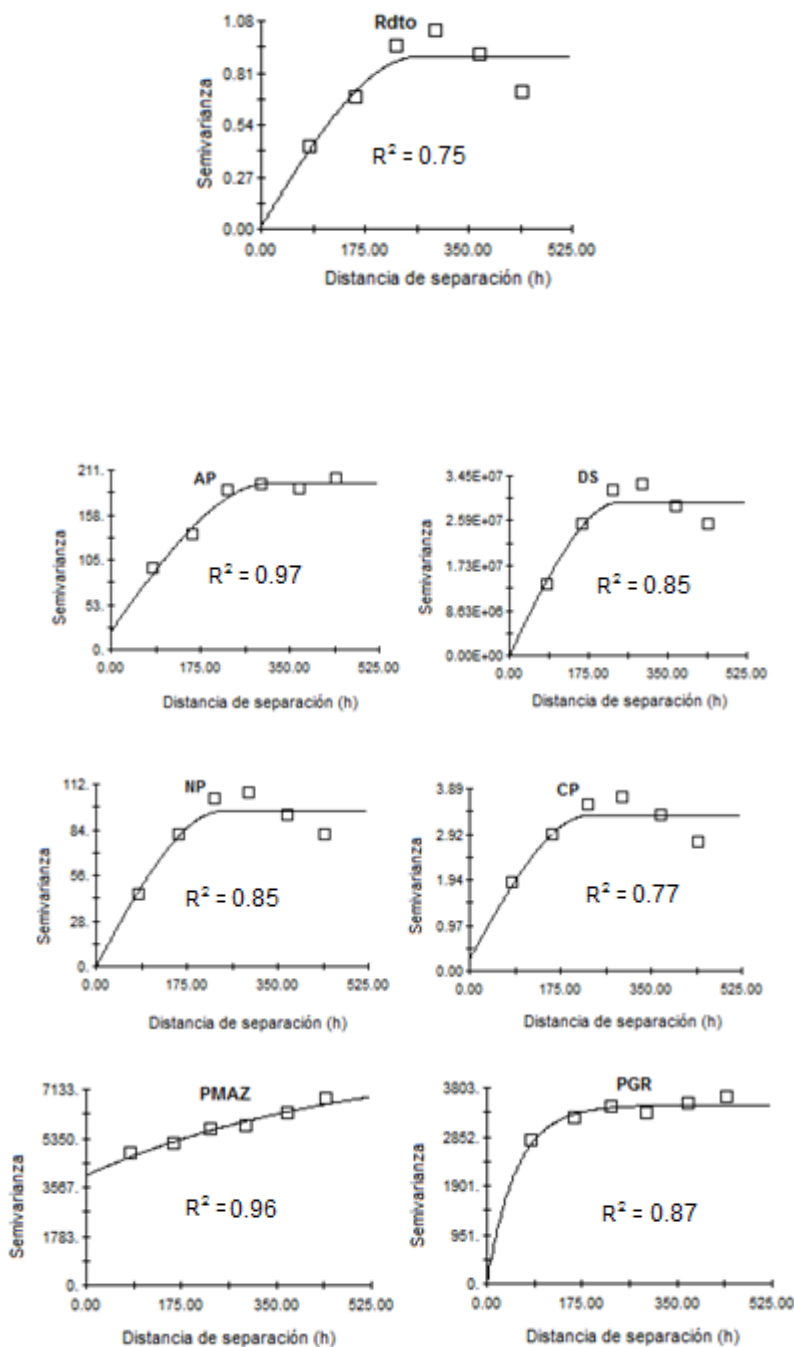 Rdto
1.08
0.81
0.54
0.27
0.00
Semivarianza
R² = 0.75
0.00 175.00 350.00 525.00
Distancia de separación (h)
AP
211.
158.
105.
53.
0.
Semivarianza
R² = 0.97
0.00 175.00 350.00 525.00
Distancia de separación (h)
DS
3.45E+07
2.59E+07
1.73E+07
8.63E+06
0.00E+00
Semivarianza
R² = 0.85
0.00 175.00 350.00 525.00
Distancia de separación (h)
NP
112.
84.
56.
28.
0.
Semivarianza
R² = 0.85
0.00 175.00 350.00 525.00
Distancia de separación (h)
CP
3.89
2.92
1.94
0.97
0.00
Semivarianza
R² = 0.77
0.00 175.00 350.00 525.00
Distancia de separación (h)
PMAZ
7133.
5350.
3567.
1783.
0.
Semivarianza
R² = 0.96
0.00 175.00 350.00 525.00
Distancia de separación (h)
PGR
3803.
2852.
1901.
951.
0.
Semivarianza
R² = 0.87
0.00 175.00 350.00 525.00
Distancia de separación (h)